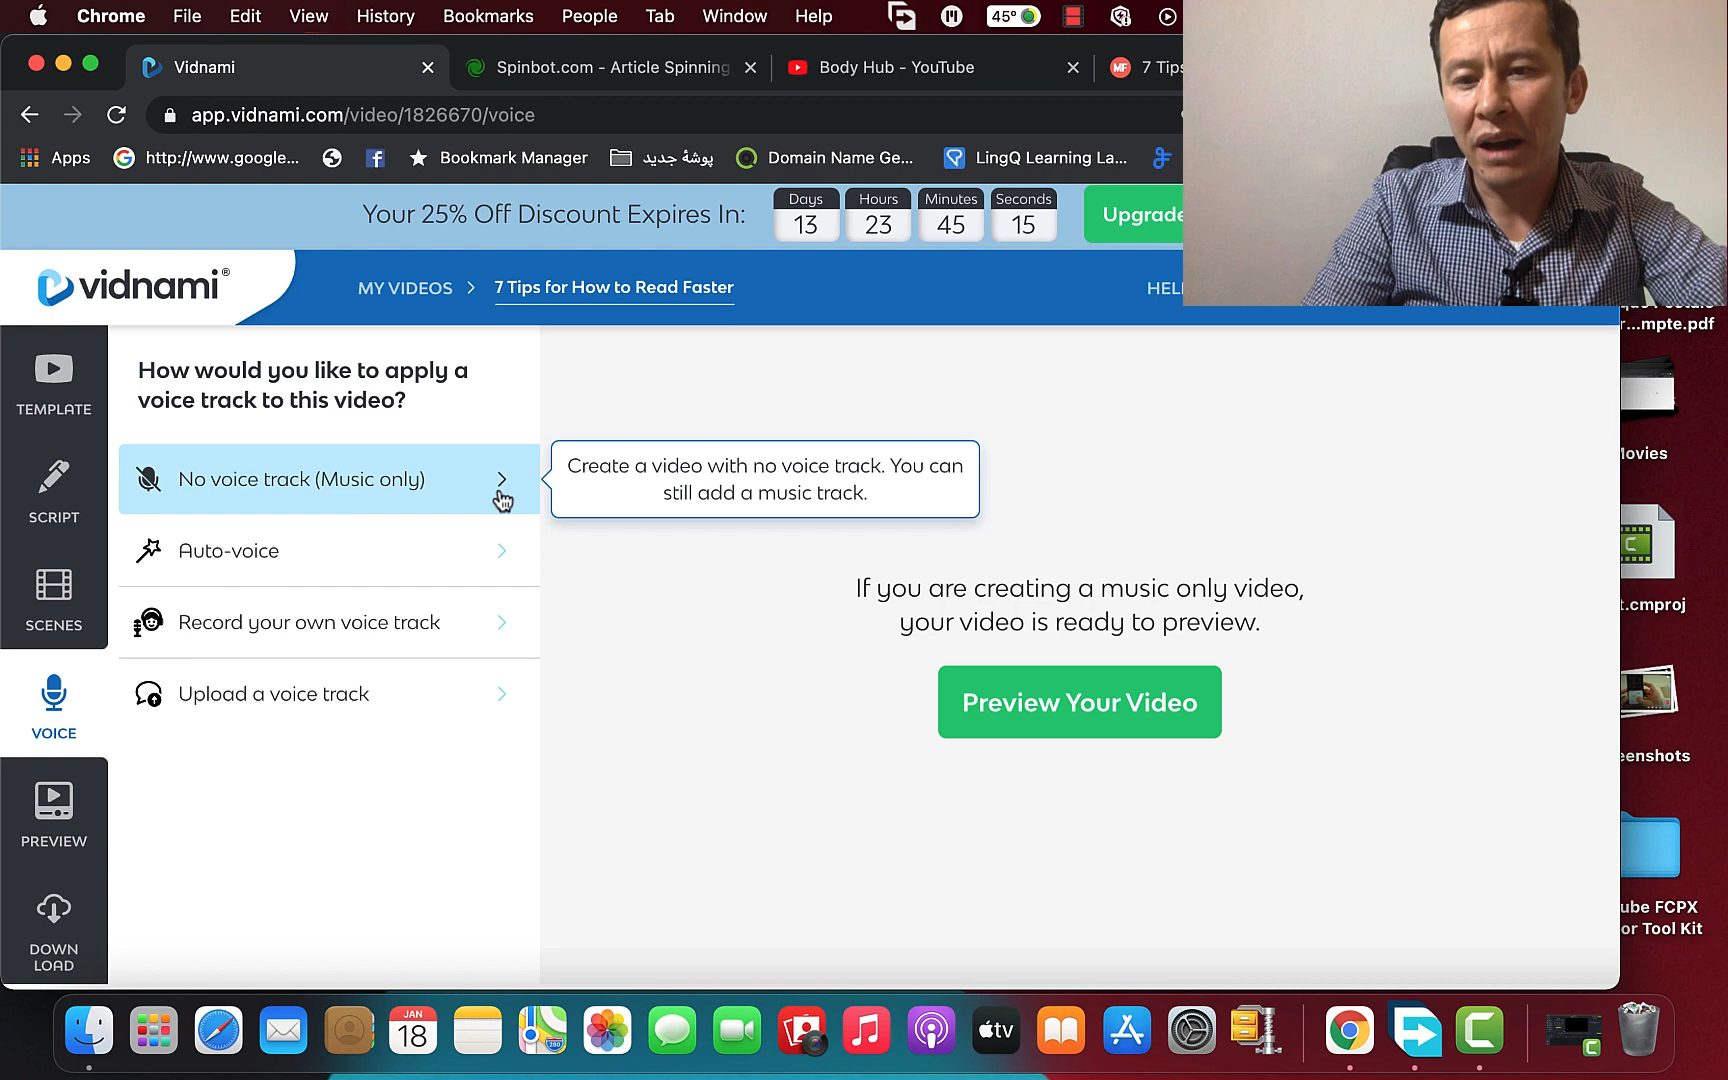 Chrome File Edit View History Bookmarks People Tab Window Help 45°
Vidnami
Spinbot.com - Article Spinning,
Body Hub - YouTube
MF 7 Tips
app.vidnami.com/video/1826670/voice
Apps
http://www.google...
Bookmark Manager
پوشهٔ جدید
Domain Name Ge...
LingQ Learning La...
Your 25% Off Discount Expires In:
Days Hours Minutes Seconds
13 23 45 15
Upgrade
vidnami®
MY VIDEOS > 7 Tips for How to Read Faster
HEL
TEMPLATE
SCRIPT
SCENES
VOICE
PREVIEW
DOWN
LOAD
How would you like to apply a
voice track to this video?
No voice track (Music only)
Auto-voice
Record your own voice track
Upload a voice track
Create a video with no voice track. You can
still add a music track.
If you are creating a music only video,
your video is ready to preview.
Preview Your Video
r...mpte.pdf
t.cmproj
eenshots
ube FCPX
or Tool Kit
JAN
18
tv
280